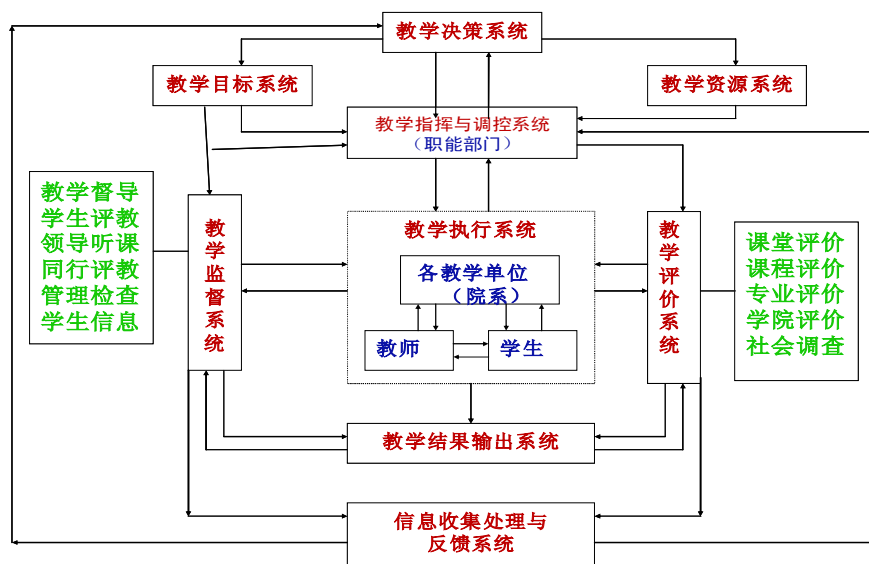 教学决策系统
教学目标系统
教学资源系统
教学指挥与调控系统
（职能部门）
教学督导
学生评教
领导听课
同行评教
管理检查
学生信息
教学监督系统
教学执行系统
各教学单位
（院系）
教师
学生
教学评价系统
课堂评价
课程评价
专业评价
学院评价
社会调查
教学结果输出系统
信息收集处理与
反馈系统